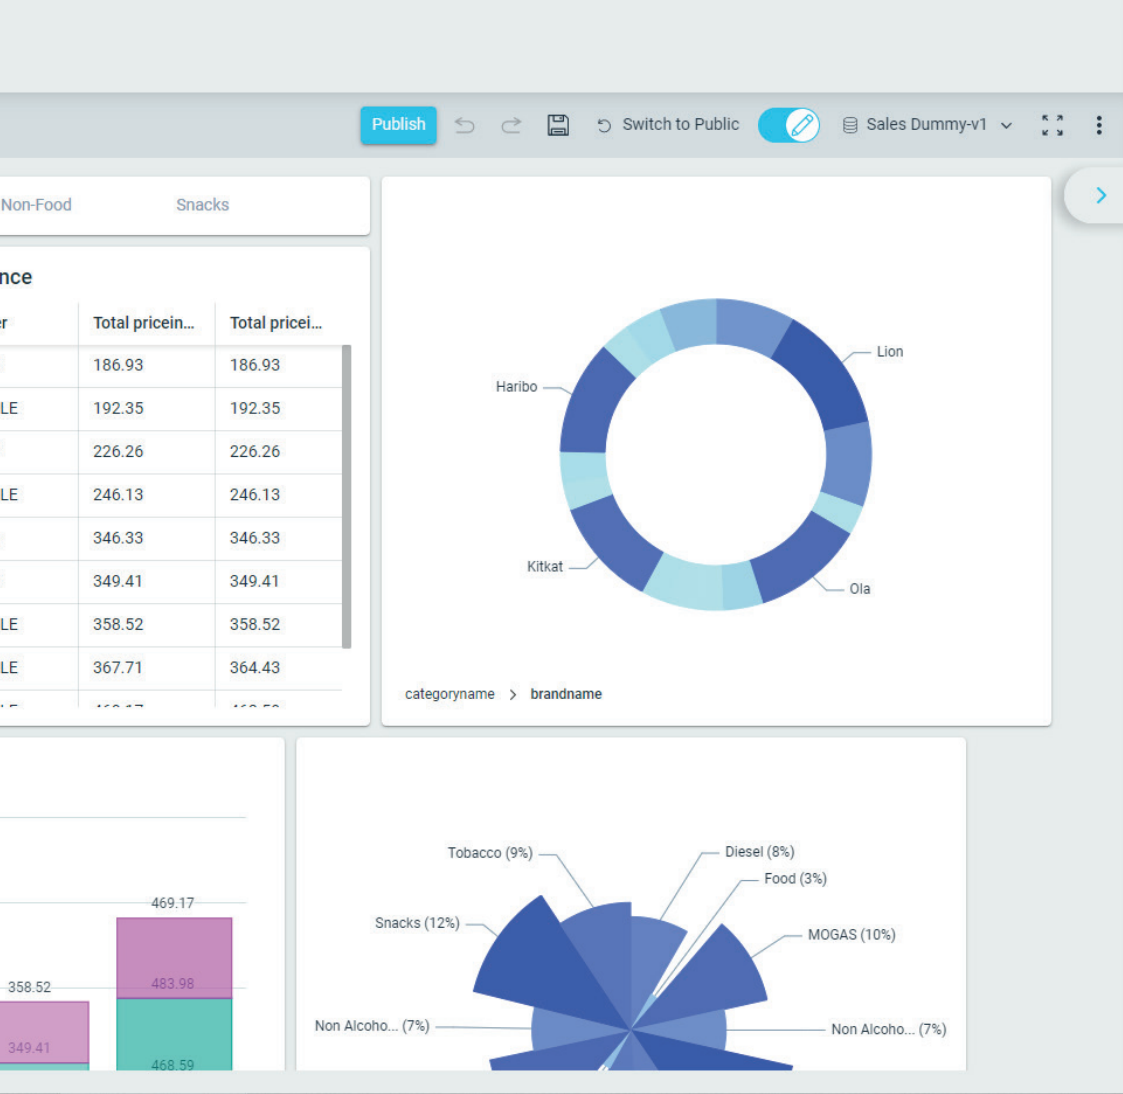 Publish
Switch to Public
Sales Dummy-v1
Non-Food Snacks
nce
r Total pricein... Total pricei...
186.93 186.93
LE 192.35 192.35
226.26 226.26
LE 246.13 246.13
346.33 346.33
349.41 349.41
LE 358.52 358.52
LE 367.71 364.43
Lion
Haribo
Kitkat
Ola
categoryname > brandname
469.17
358.52 483.98
349.41
468.59
Tobacco (9%)
Diesel (8%)
Food (3%)
Snacks (12%)
MOGAS (10%)
Non Alcoho... (7%)
Non Alcoho... (7%)